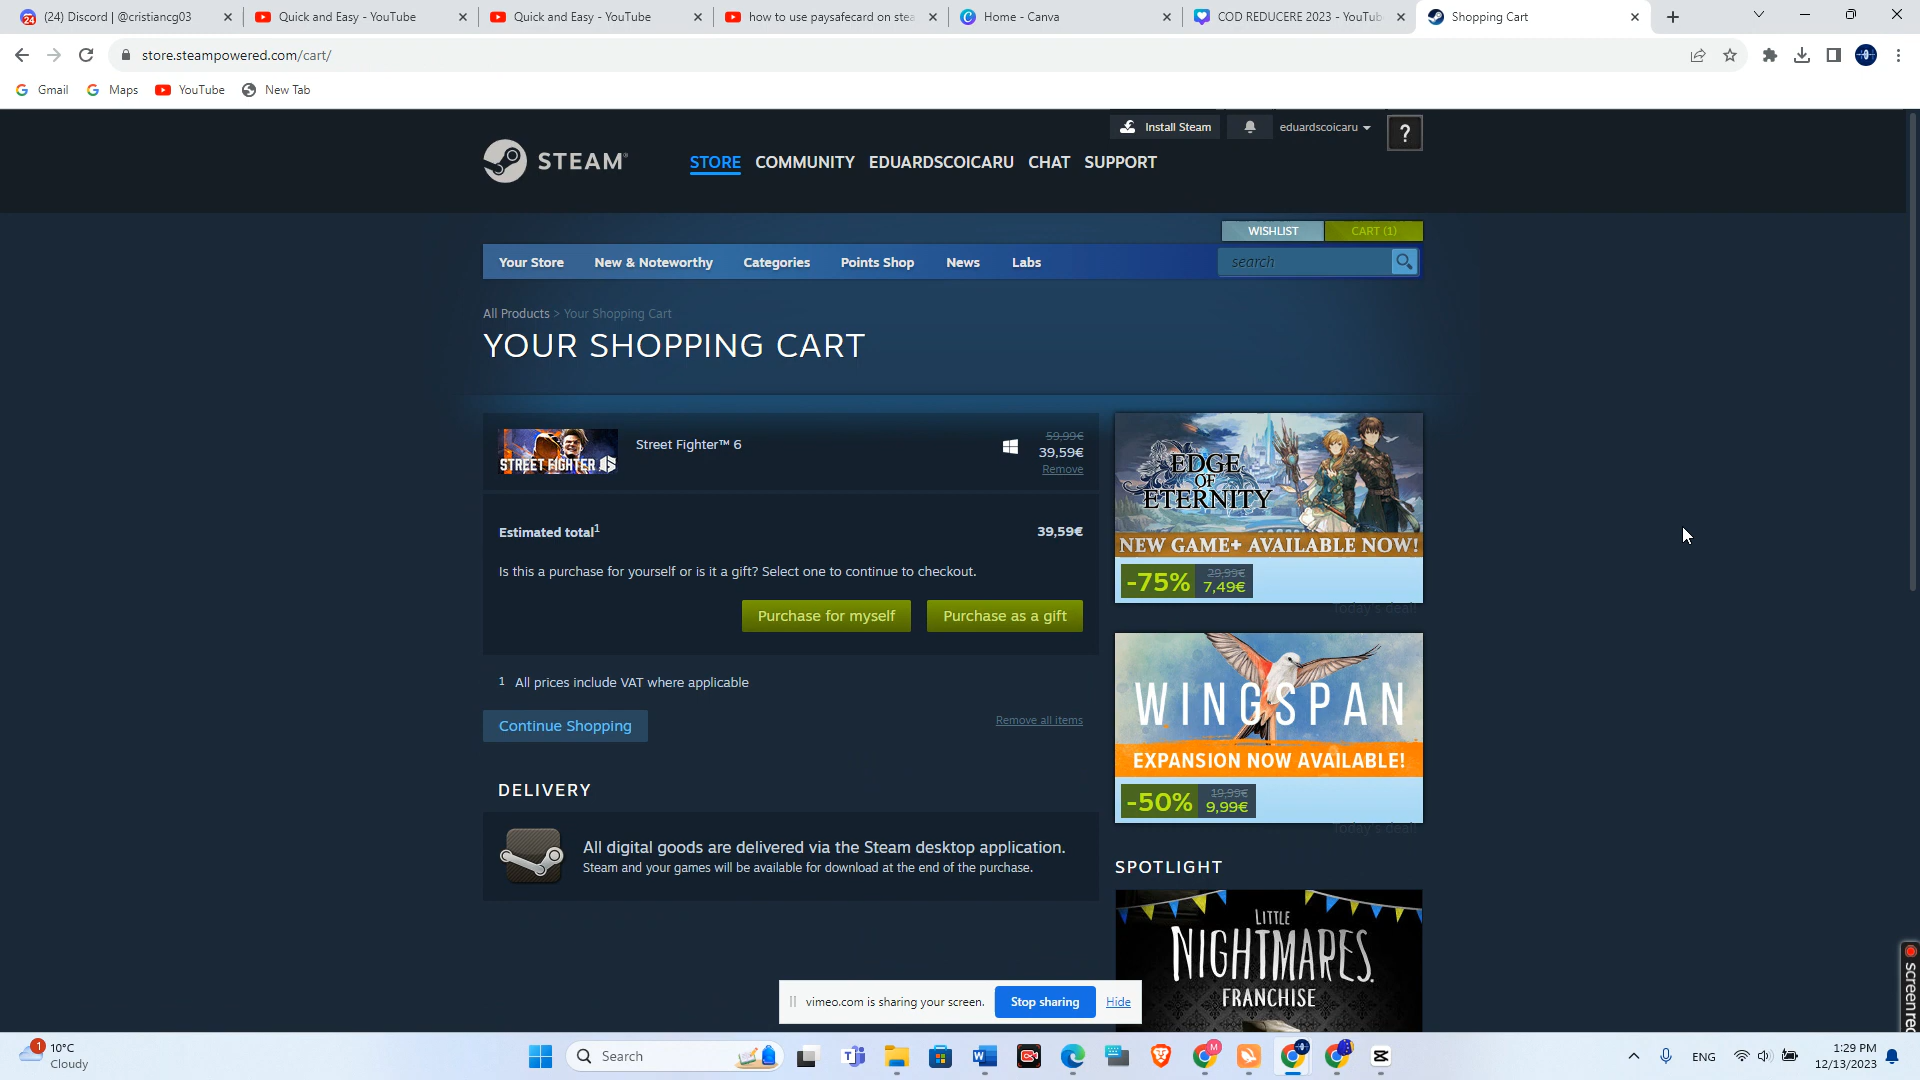 (24) Discord | @cristiancg03
Quick and Easy - YouTube
Quick and Easy - YouTube
how to use paysafecard on stea
Home - Canva
COD REDUCERE 2023 - YouTub
Shopping Cart
store.steampowered.com/cart/
Gmail
Maps
YouTube
New Tab
Install Steam
eduardscoicaru
?
STEAM
STORE
COMMUNITY
EDUARDSCOICARU
CHAT
SUPPORT
WISHLIST
CART (1)
Your Store
New & Noteworthy
Categories
Points Shop
News
Labs
search
All Products > Your Shopping Cart
YOUR SHOPPING CART
STREET FIGHTER 6
Street Fighter™ 6
59,99€
39,59€
Remove
Estimated total¹
39,59€
Is this a purchase for yourself or is it a gift? Select one to continue to checkout.
Purchase for myself
Purchase as a gift
1 All prices include VAT where applicable
Continue Shopping
Remove all items
DELIVERY
All digital goods are delivered via the Steam desktop application.
Steam and your games will be available for download at the end of the purchase.
EDGE
OF
ETERNITY
NEW GAME+ AVAILABLE NOW!
-75%
29,99€
7,49€
Today's deal!
WINGSPAN
EXPANSION NOW AVAILABLE!
-50%
19,99€
9,99€
Today's deal!
SPOTLIGHT
LITTLE
NIGHTMARES
FRANCHISE
vimeo.com is sharing your screen.
Stop sharing
Hide
screen rec
1
10°C
Cloudy
Search
ENG
1:29 PM
12/13/2023